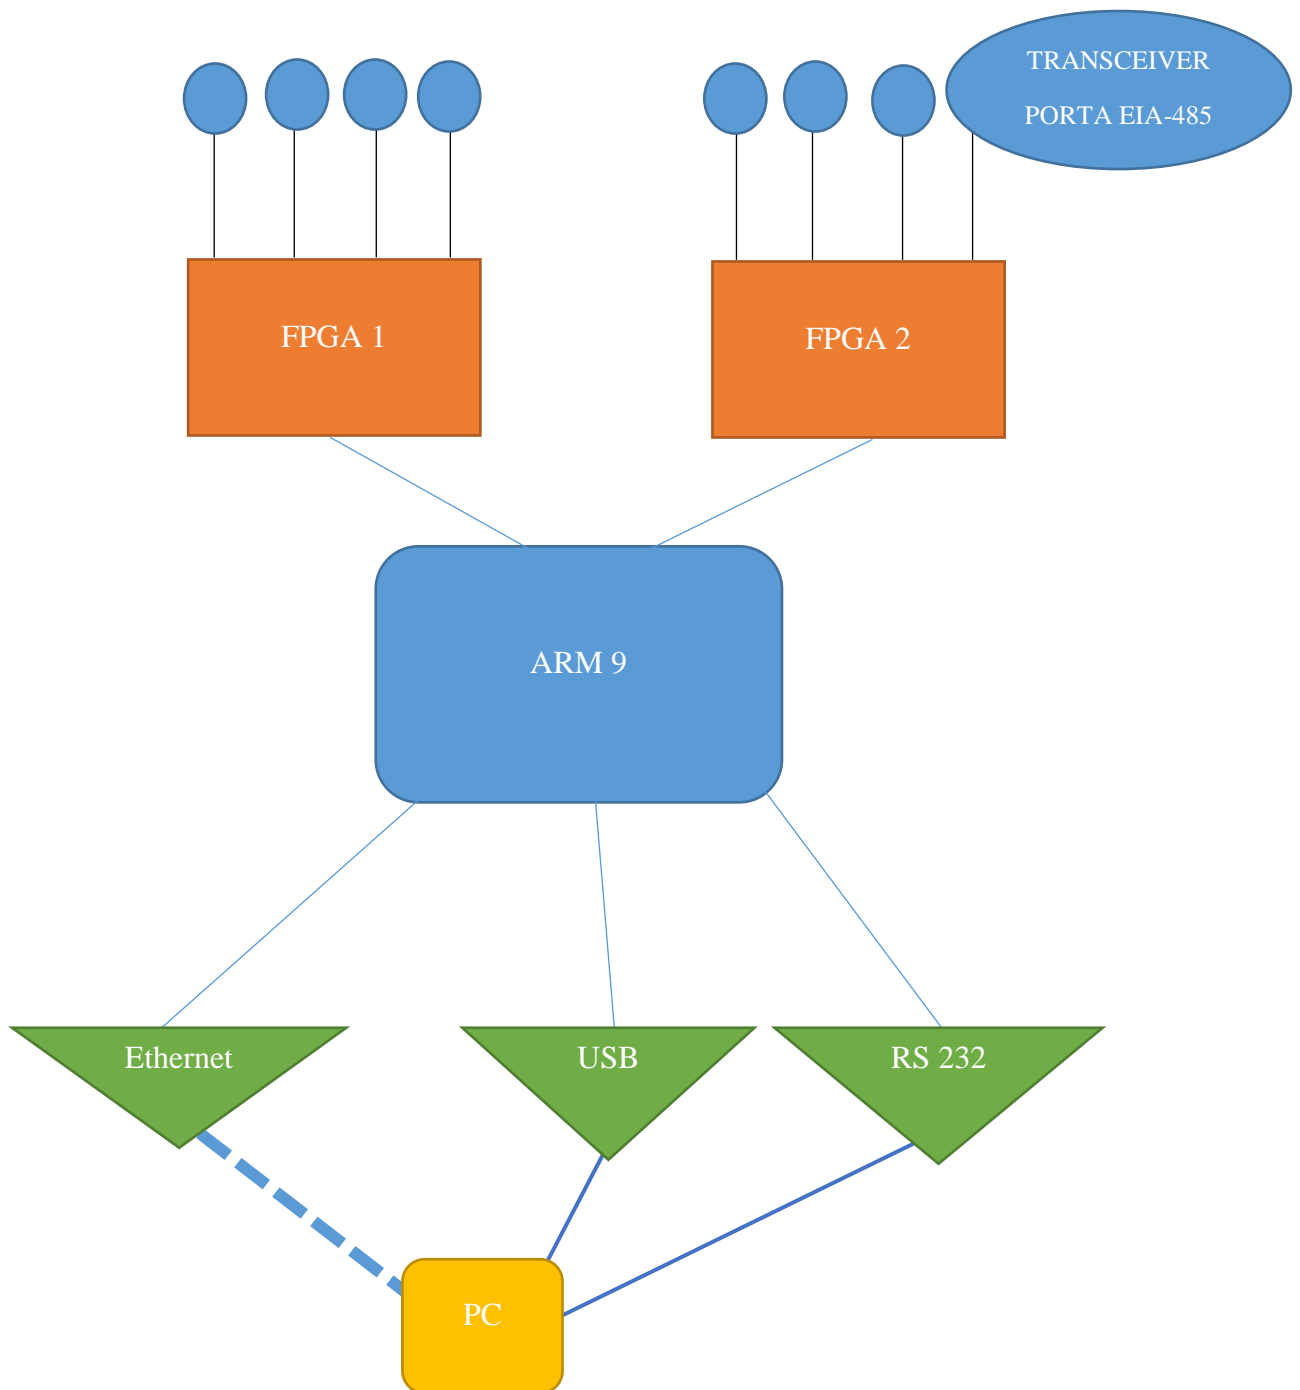 TRANSCEIVER
PORTA EIA-485
FPGA 1
FPGA 2
ARM 9
Ethernet
USB
RS 232
PC